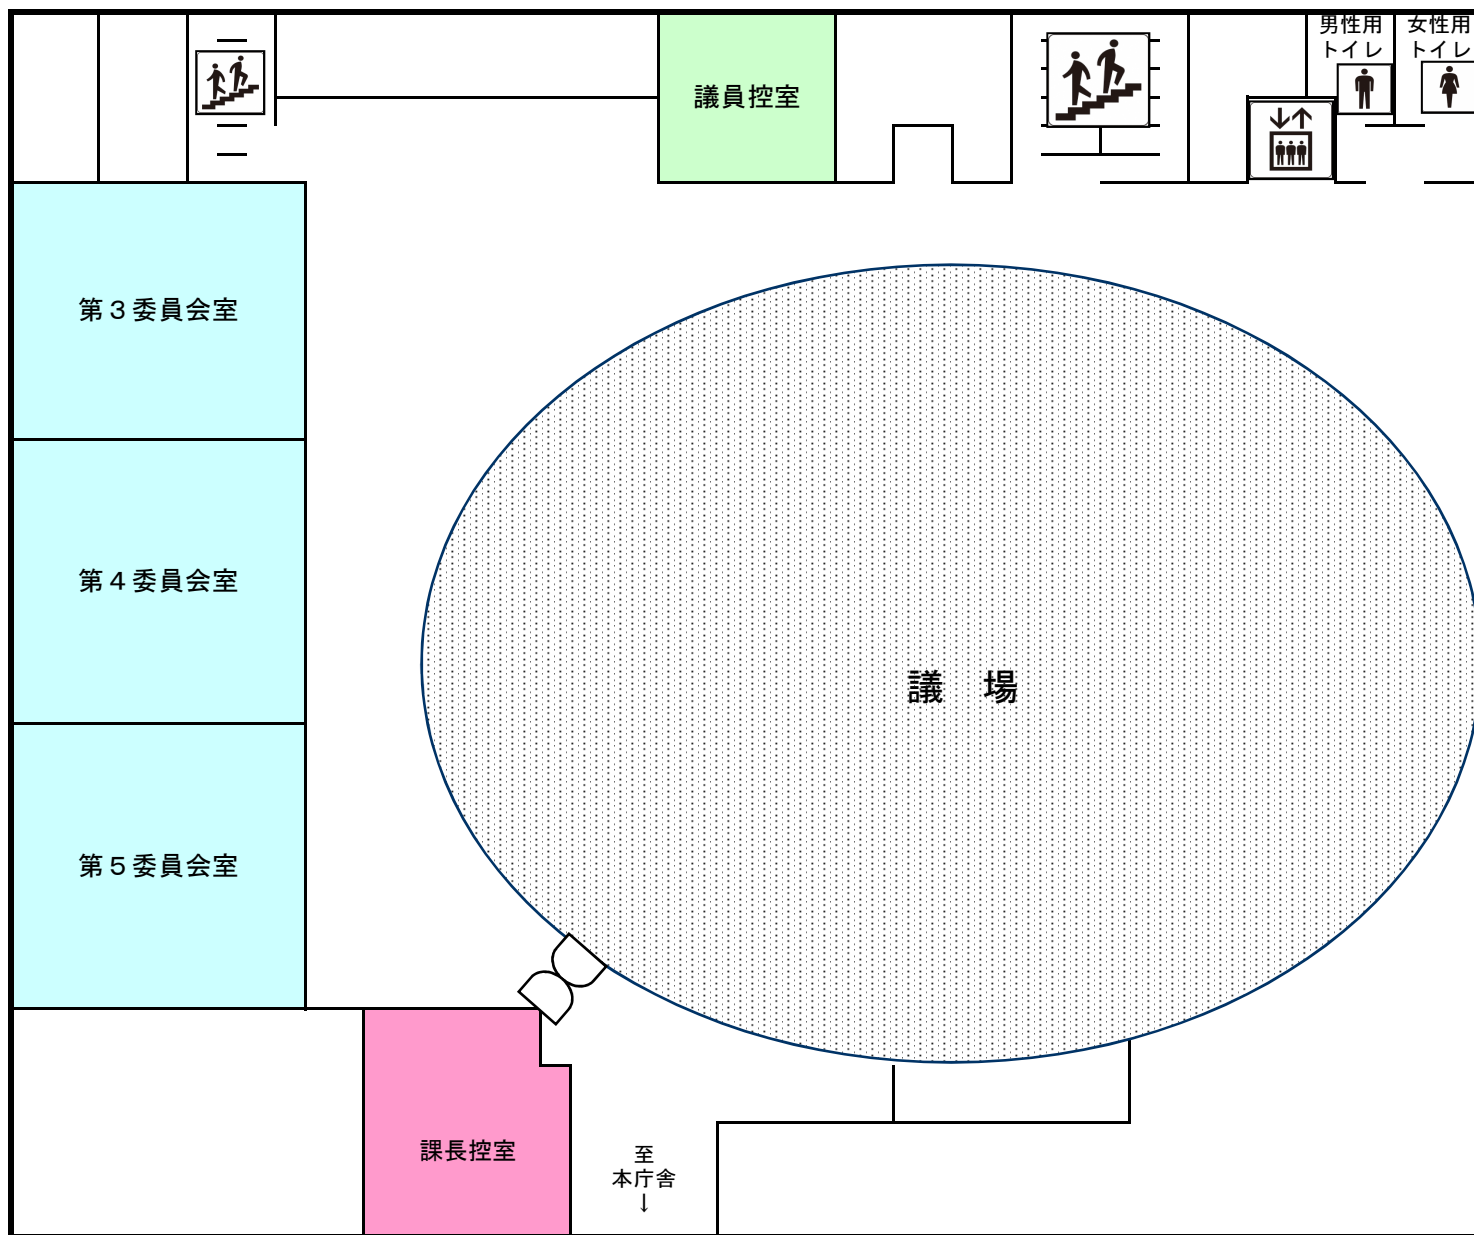 男性用
トイレ
女性用
トイレ
議員控室
第３委員会室
第４委員会室
議　場
第５委員会室
課長控室
至
本庁舎
↓